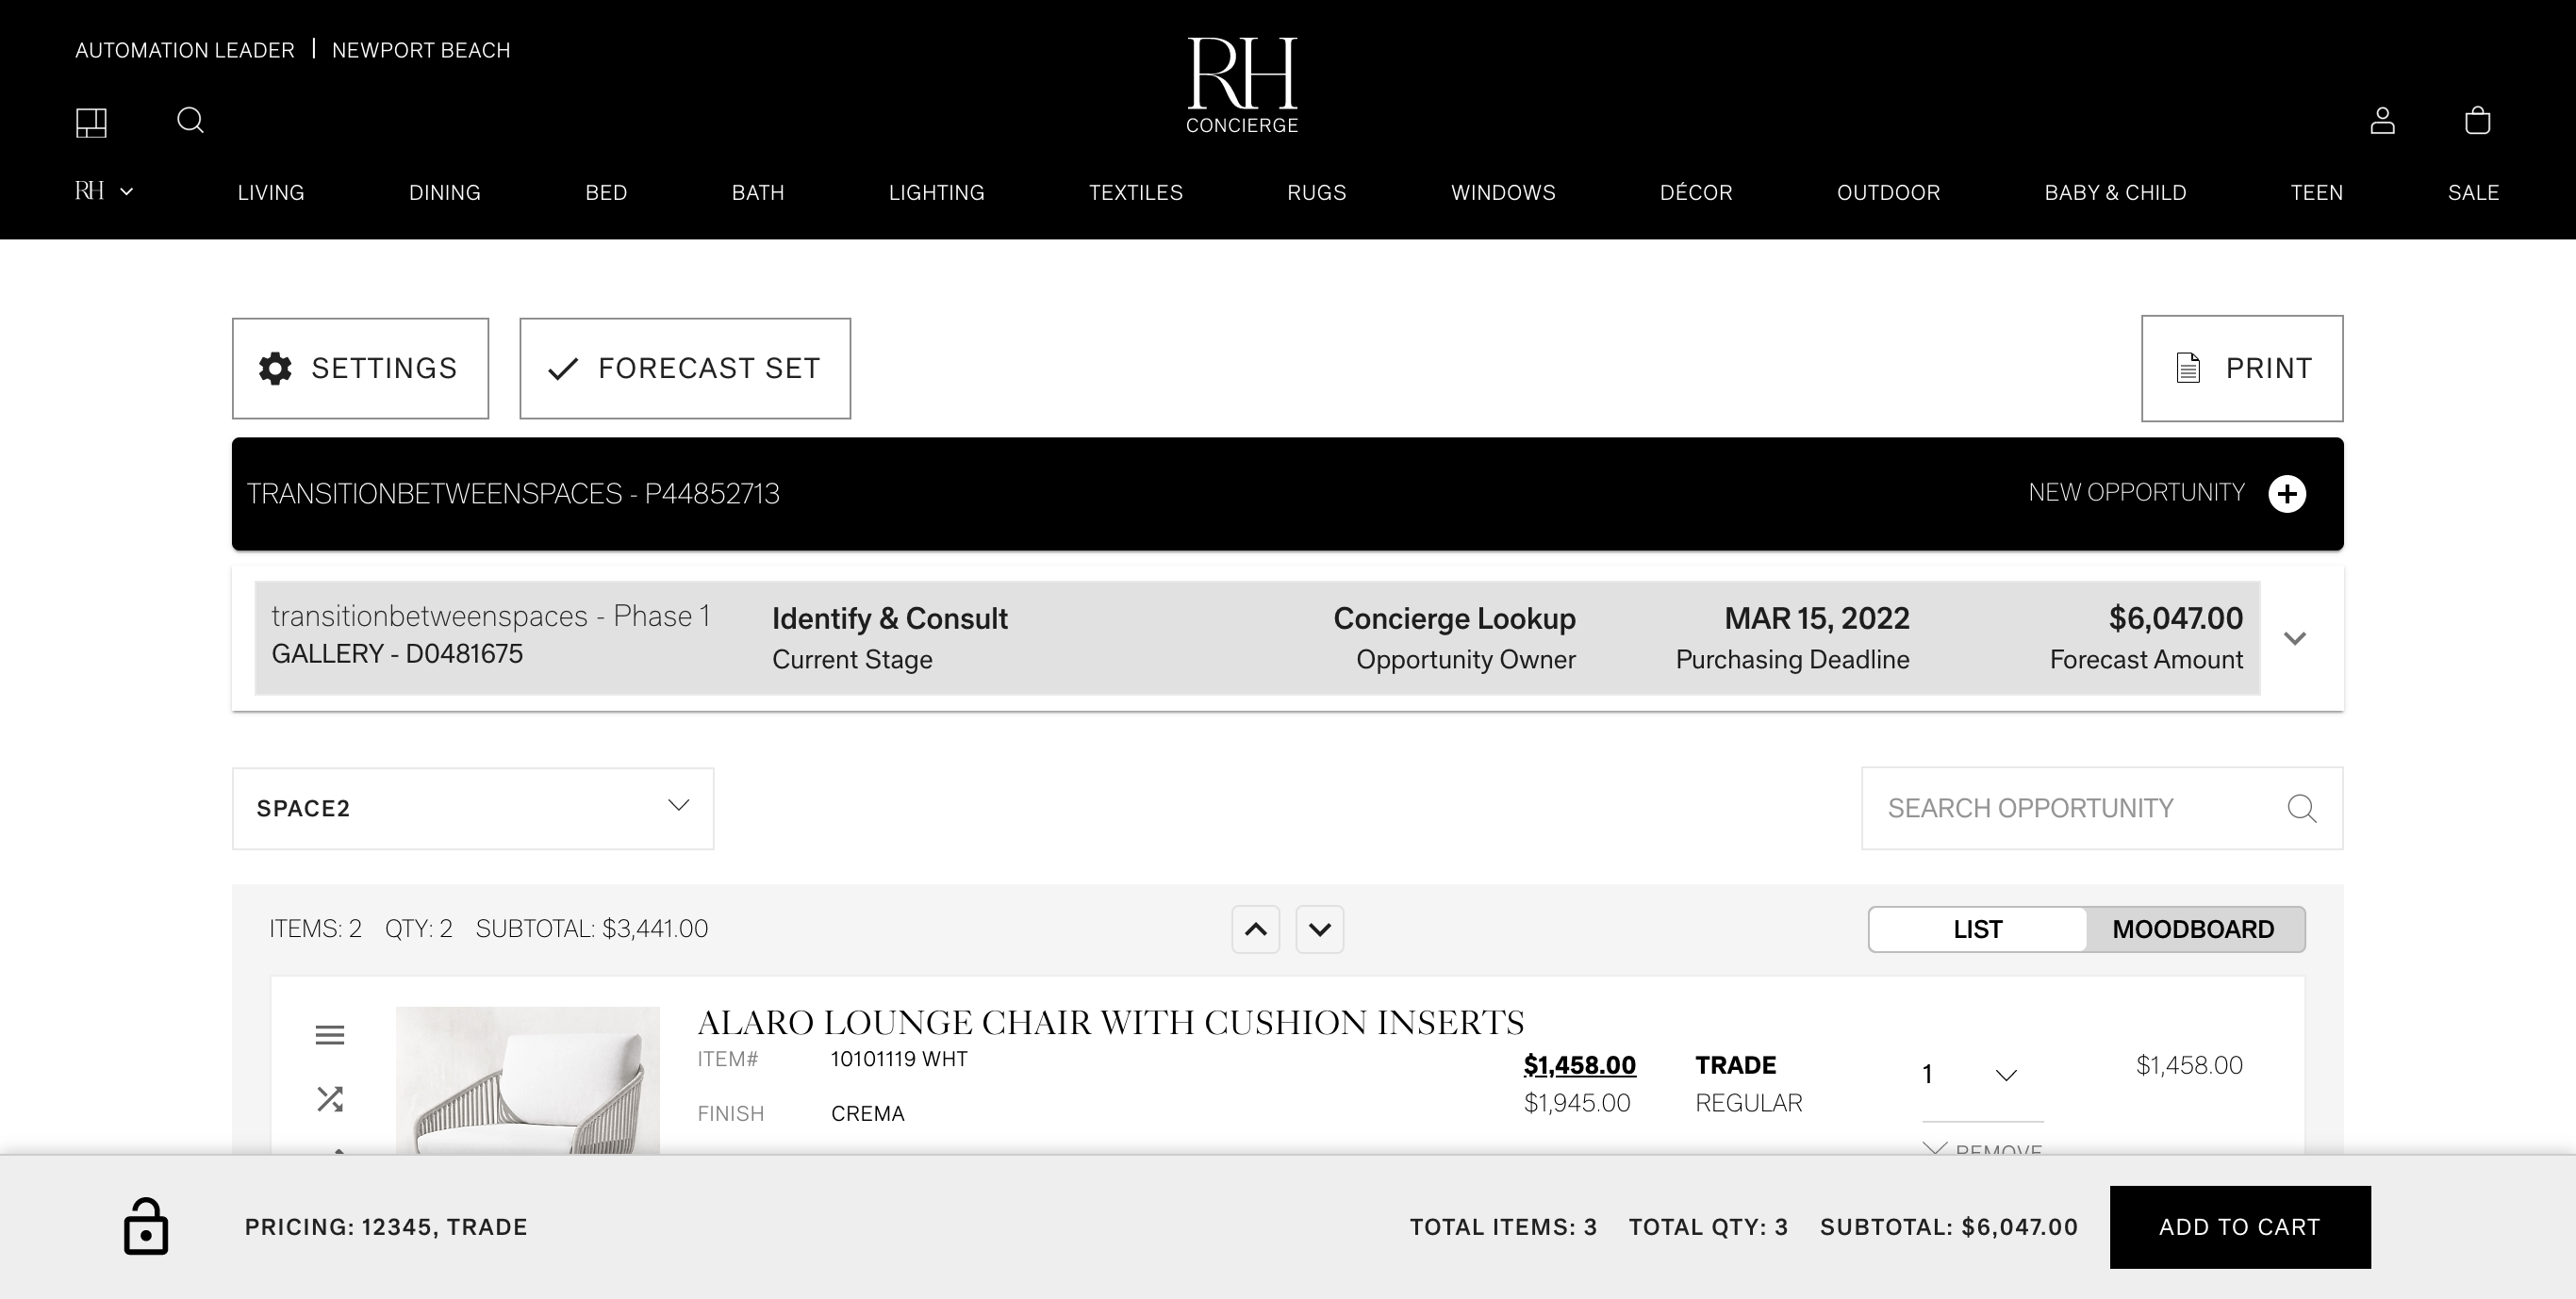 AUTOMATION LEADER | NEWPORT BEACH
RH
CONCIERGE
RH LIVING DINING BED BATH LIGHTING TEXTILES RUGS WINDOWS DÉCOR OUTDOOR BABY & CHILD TEEN SALE
SETTINGS FORECAST SET PRINT
TRANSITIONBETWEENSPACES - P44852713 NEW OPPORTUNITY
transitionbetweenspaces - Phase 1 Identify & Consult Concierge Lookup MAR 15, 2022 $6,047.00
GALLERY - D0481675 Current Stage Opportunity Owner Purchasing Deadline Forecast Amount
SPACE2 SEARCH OPPORTUNITY
ITEMS: 2 QTY: 2 SUBTOTAL: $3,441.00 LIST MOODBOARD
ALARO LOUNGE CHAIR WITH CUSHION INSERTS
ITEM# 10101119 WHT $1,458.00 TRADE 1 $1,458.00
FINISH CREMA $1,945.00 REGULAR
REMOVE
PRICING: 12345, TRADE TOTAL ITEMS: 3 TOTAL QTY: 3 SUBTOTAL: $6,047.00 ADD TO CART